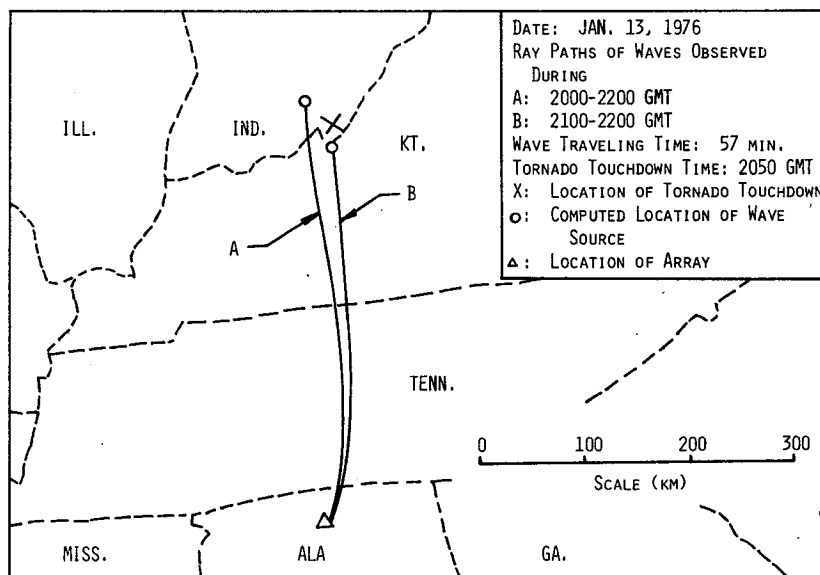 DATE: JAN. 13, 1976
RAY PATHS OF WAVES OBSERVED
DURING
A: 2000-2200 GMT
B: 2100-2200 GMT
WAVE TRAVELING TIME: 57 MIN.
TORNADO TOUCHDOWN TIME: 2050 GMT
X: LOCATION OF TORNADO TOUCHDOWN
O: COMPUTED LOCATION OF WAVE
SOURCE
Δ: LOCATION OF ARRAY
ILL.
IND.
KT.
X
B
A
TENN.
0 100 200 300
SCALE (KM)
MISS.
ALA
GA.